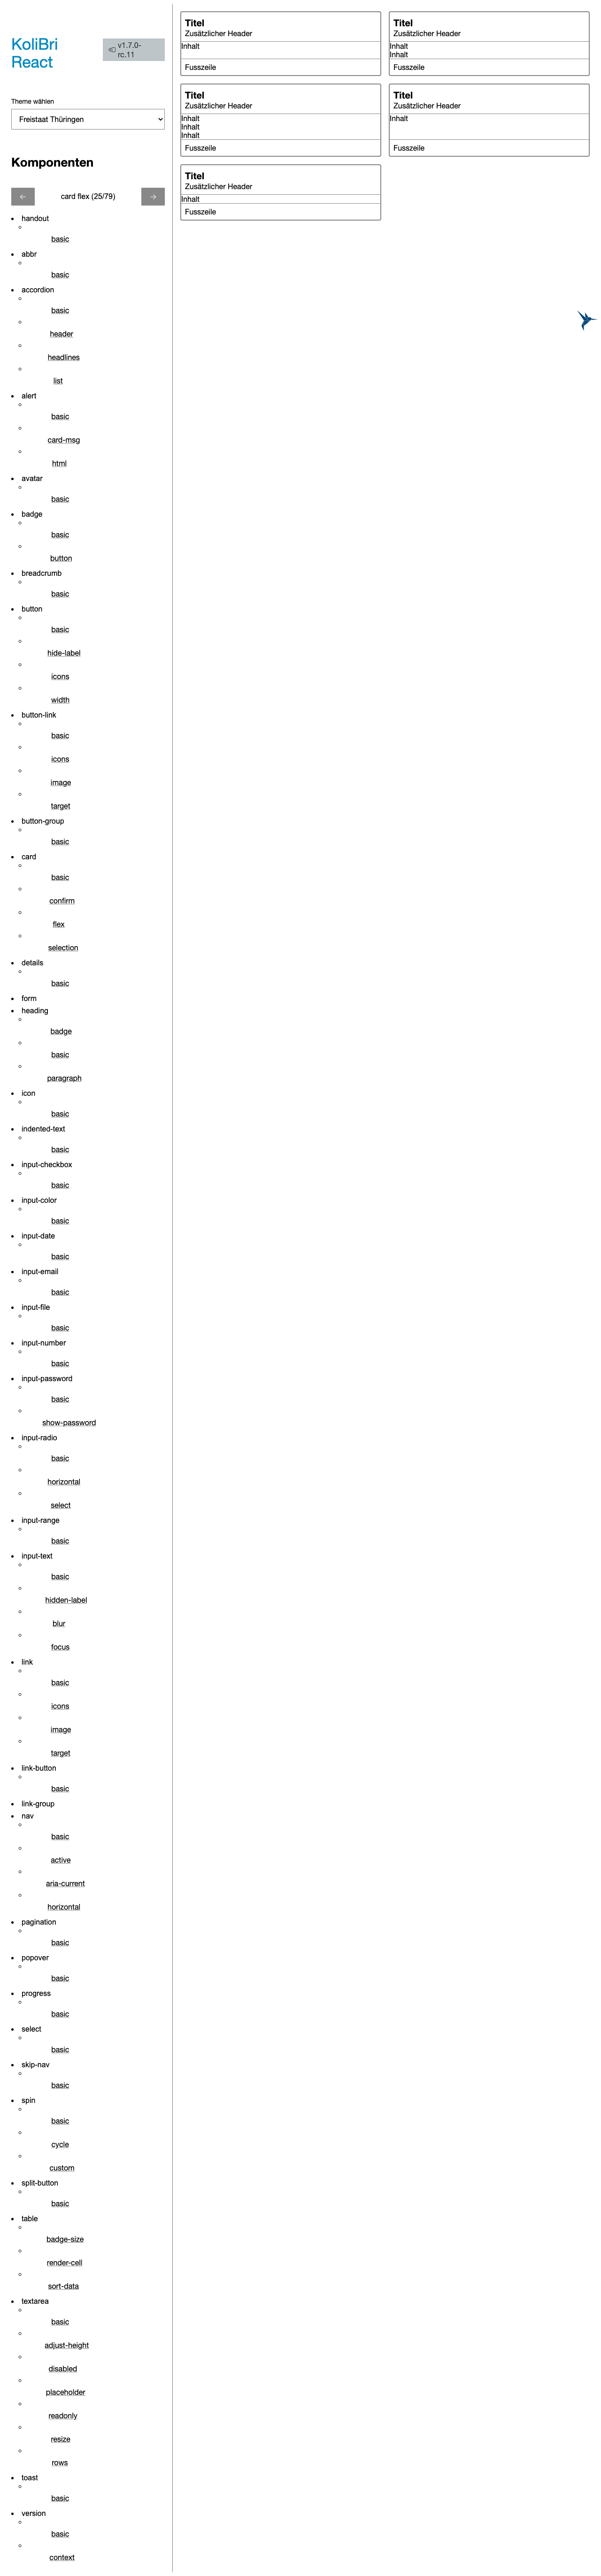 KoliBri
React
v1.7.0-
rc.11
Theme wählen
Freistaat Thüringen
Komponenten
card flex (25/79)
handout
basic
abbr
basic
accordion
basic
header
headlines
list
alert
basic
card-msg
html
avatar
basic
badge
basic
button
breadcrumb
basic
button
basic
hide-label
icons
width
button-link
basic
icons
image
target
button-group
basic
card
basic
confirm
flex
selection
details
basic
form
heading
badge
basic
paragraph
icon
basic
indented-text
basic
input-checkbox
basic
input-color
basic
input-date
basic
input-email
basic
input-file
basic
input-number
basic
input-password
basic
show-password
input-radio
basic
horizontal
select
input-range
basic
input-text
basic
hidden-label
blur
focus
link
basic
icons
image
target
link-button
basic
link-group
nav
basic
active
aria-current
horizontal
pagination
basic
popover
basic
progress
basic
select
basic
skip-nav
basic
spin
basic
cycle
custom
split-button
basic
table
badge-size
render-cell
sort-data
textarea
basic
adjust-height
disabled
placeholder
readonly
resize
rows
toast
basic
version
basic
context
Titel
Zusätzlicher Header
Inhalt
Fusszeile
Titel
Zusätzlicher Header
Inhalt
Inhalt
Fusszeile
Titel
Zusätzlicher Header
Inhalt
Inhalt
Inhalt
Fusszeile
Titel
Zusätzlicher Header
Inhalt
Fusszeile
Titel
Zusätzlicher Header
Inhalt
Fusszeile